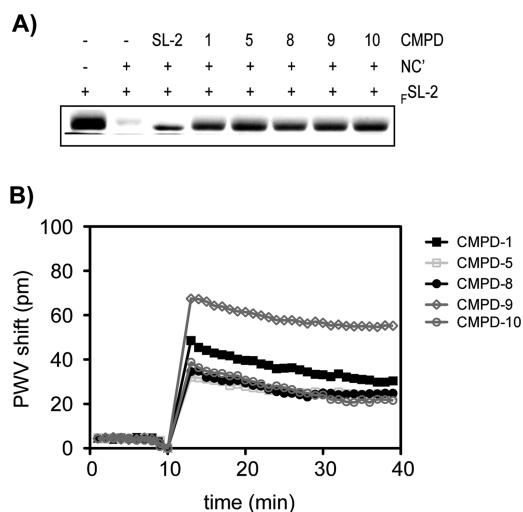 A)
- - SL-2 1 5 8 9 10 CMPD
- + + + + + + + NC'
+ + + + + + + + FSL-2
B)
100
80
60
40
20
0
PWV shift (pm)
0 10 20 30 40
time (min)
CMPD-1
CMPD-5
CMPD-8
CMPD-9
CMPD-10